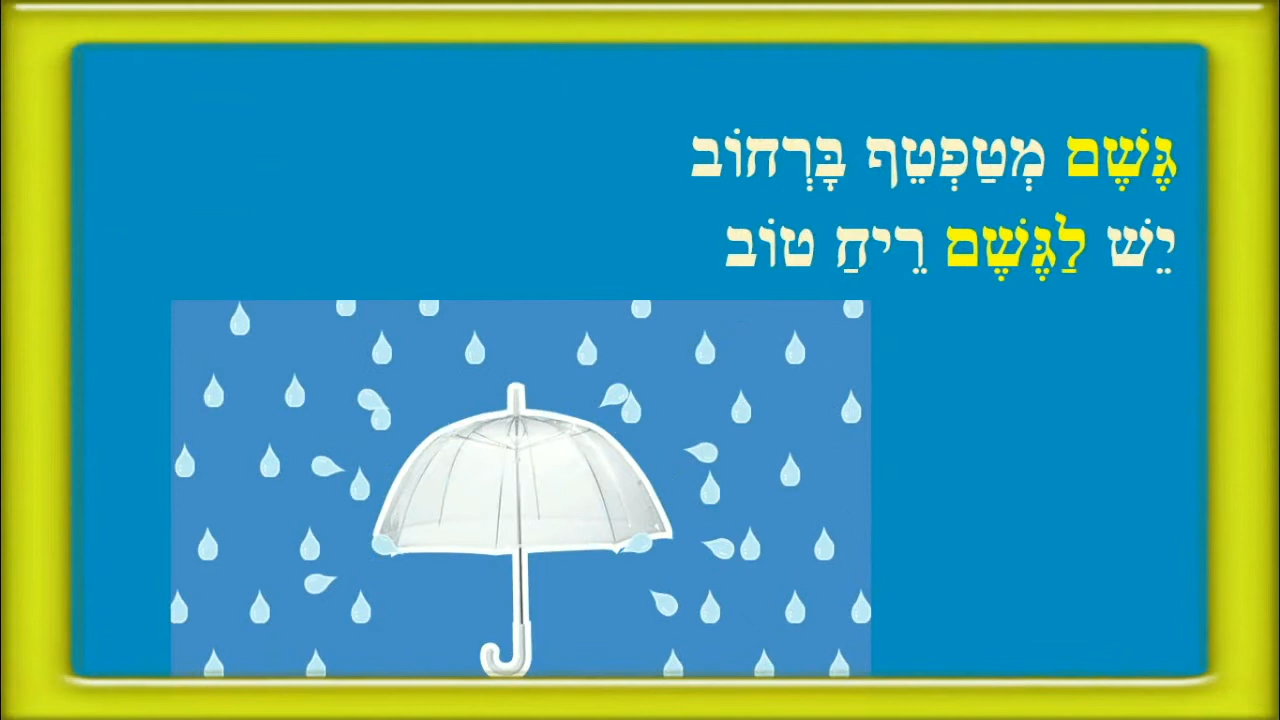 גֶּשֶׁם מְטַפְטֵף בָּרְחוֹב
יֵשׁ לַגֶּשֶׁם רֵיחַ טוֹב